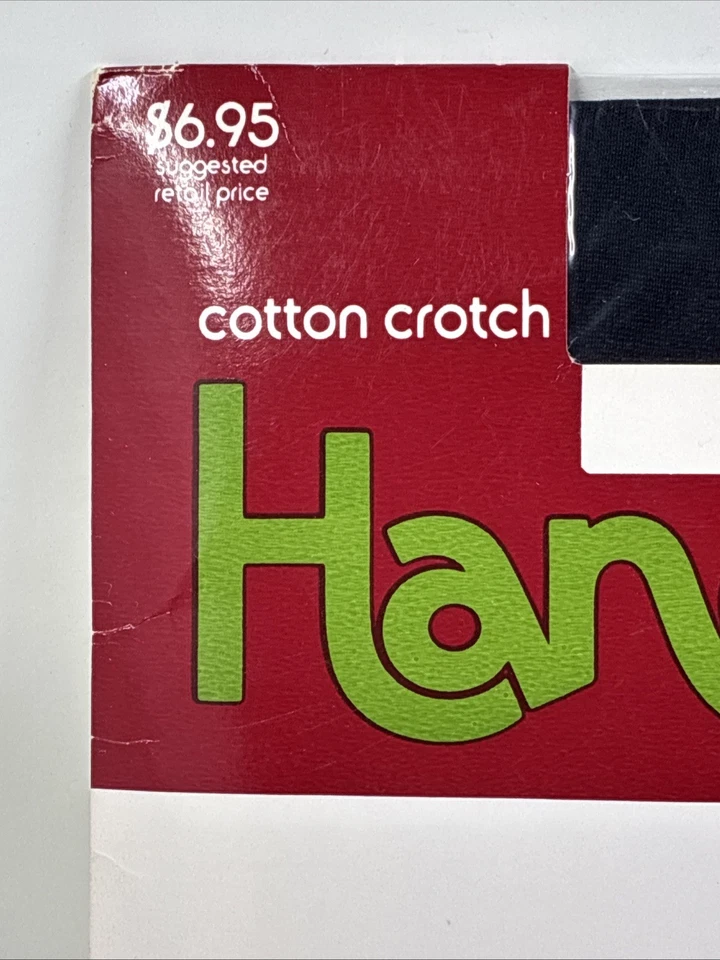 $6.95
suggested
retail price
cotton crotch
Han